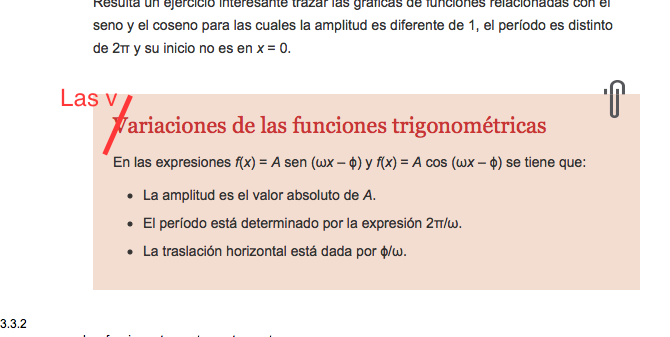 Resulta un ejercicio interesante trazar las gráficas de funciones relacionadas con el
seno y el coseno para las cuales la amplitud es diferente de 1, el período es distinto
de 2π y su inicio no es en x = 0.
Las v
Variaciones de las funciones trigonométricas
En las expresiones f(x) = A sen (ωx – ϕ) y f(x) = A cos (ωx – ϕ) se tiene que:
• La amplitud es el valor absoluto de A.
• El período está determinado por la expresión 2π/ω.
• La traslación horizontal está dada por ϕ/ω.
3.3.2